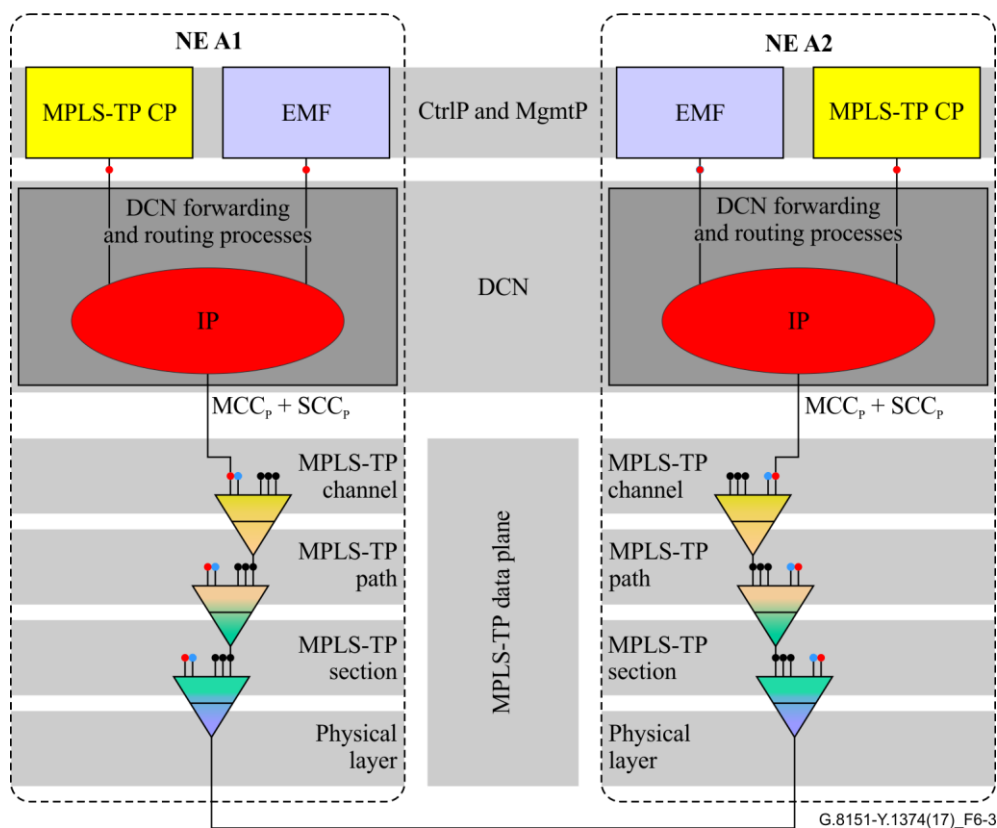 NE A1
NE A2
MPLS-TP CP
EMF
CtrlP and MgmtP
EMF
MPLS-TP CP
DCN forwarding
and routing processes
DCN
DCN forwarding
and routing processes
IP
IP
MCCP + SCCP
MCCP + SCCP
MPLS-TP
channel
MPLS-TP
path
MPLS-TP
section
Physical
layer
MPLS-TP data plane
MPLS-TP
channel
MPLS-TP
path
MPLS-TP
section
Physical
layer
G.8151-Y.1374(17)_F6-3